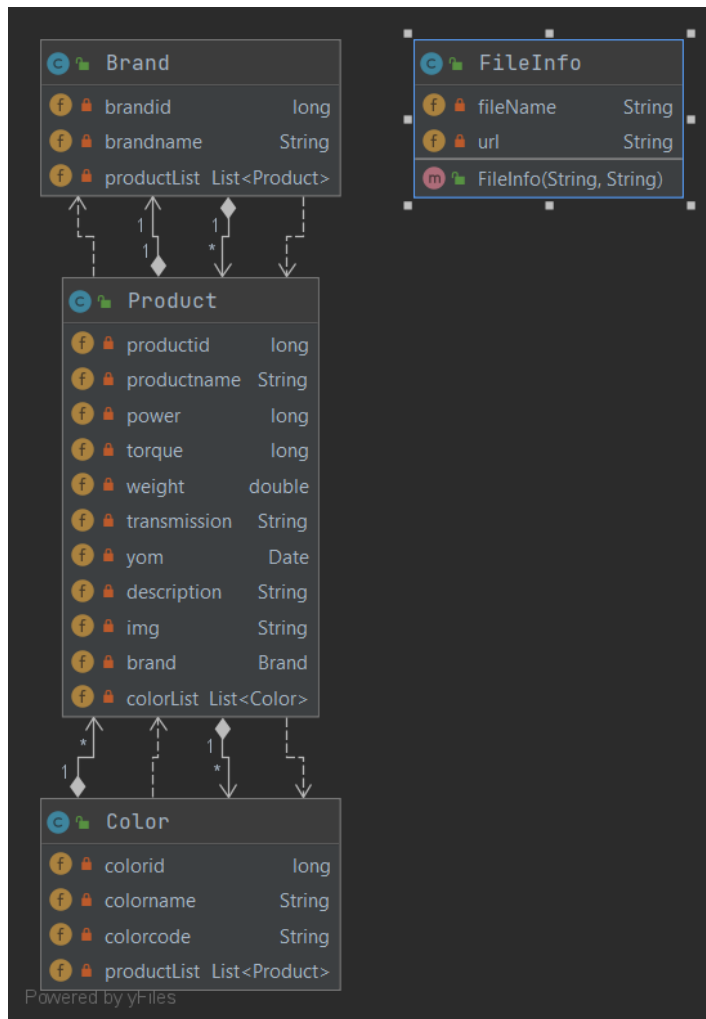 Brand
brandid long
brandname String
productList List<Product>
FileInfo
fileName String
url String
FileInfo(String, String)
1
1
1
*
Product
productid long
productname String
power long
torque long
weight double
transmission String
yom Date
description String
img String
brand Brand
colorList List<Color>
*
1
1
*
Color
colorid long
colorname String
colorcode String
productList List<Product>
Powered by yFiles